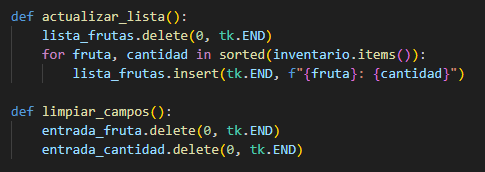 def actualizar_lista():
    lista_frutas.delete(0, tk.END)
    for fruta, cantidad in sorted(inventario.items()):
        lista_frutas.insert(tk.END, f"{fruta}: {cantidad}")

def limpiar_campos():
    entrada_fruta.delete(0, tk.END)
    entrada_cantidad.delete(0, tk.END)